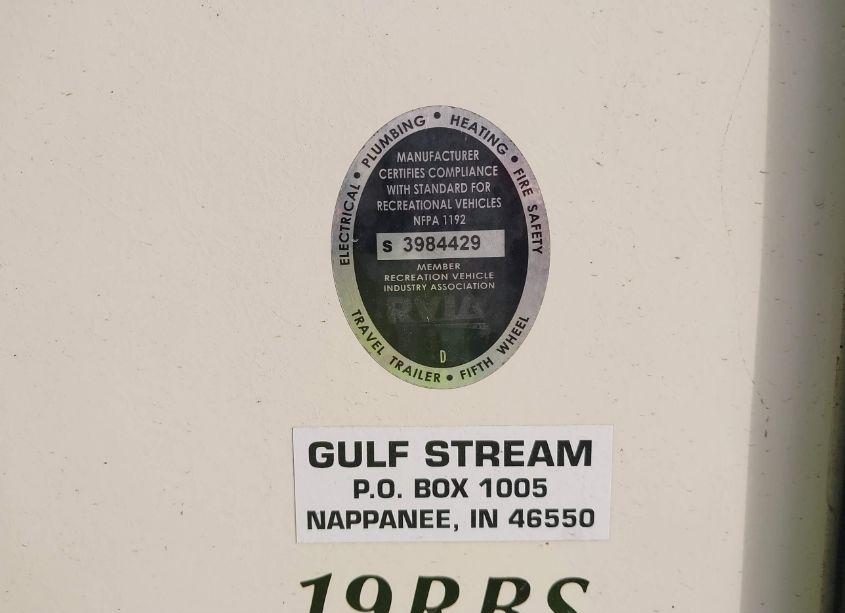 ELECTRICAL • PLUMBING • HEATING • FIRE SAFETY
MANUFACTURER
CERTIFIES COMPLIANCE
WITH STANDARD FOR
RECREATIONAL VEHICLES
NFPA 1192
S 3984429
MEMBER
RECREATION VEHICLE
INDUSTRY ASSOCIATION
RVIA
D
TRAVEL TRAILER • FIFTH WHEEL
GULF STREAM
P.O. BOX 1005
NAPPANEE, IN 46550
19RBS